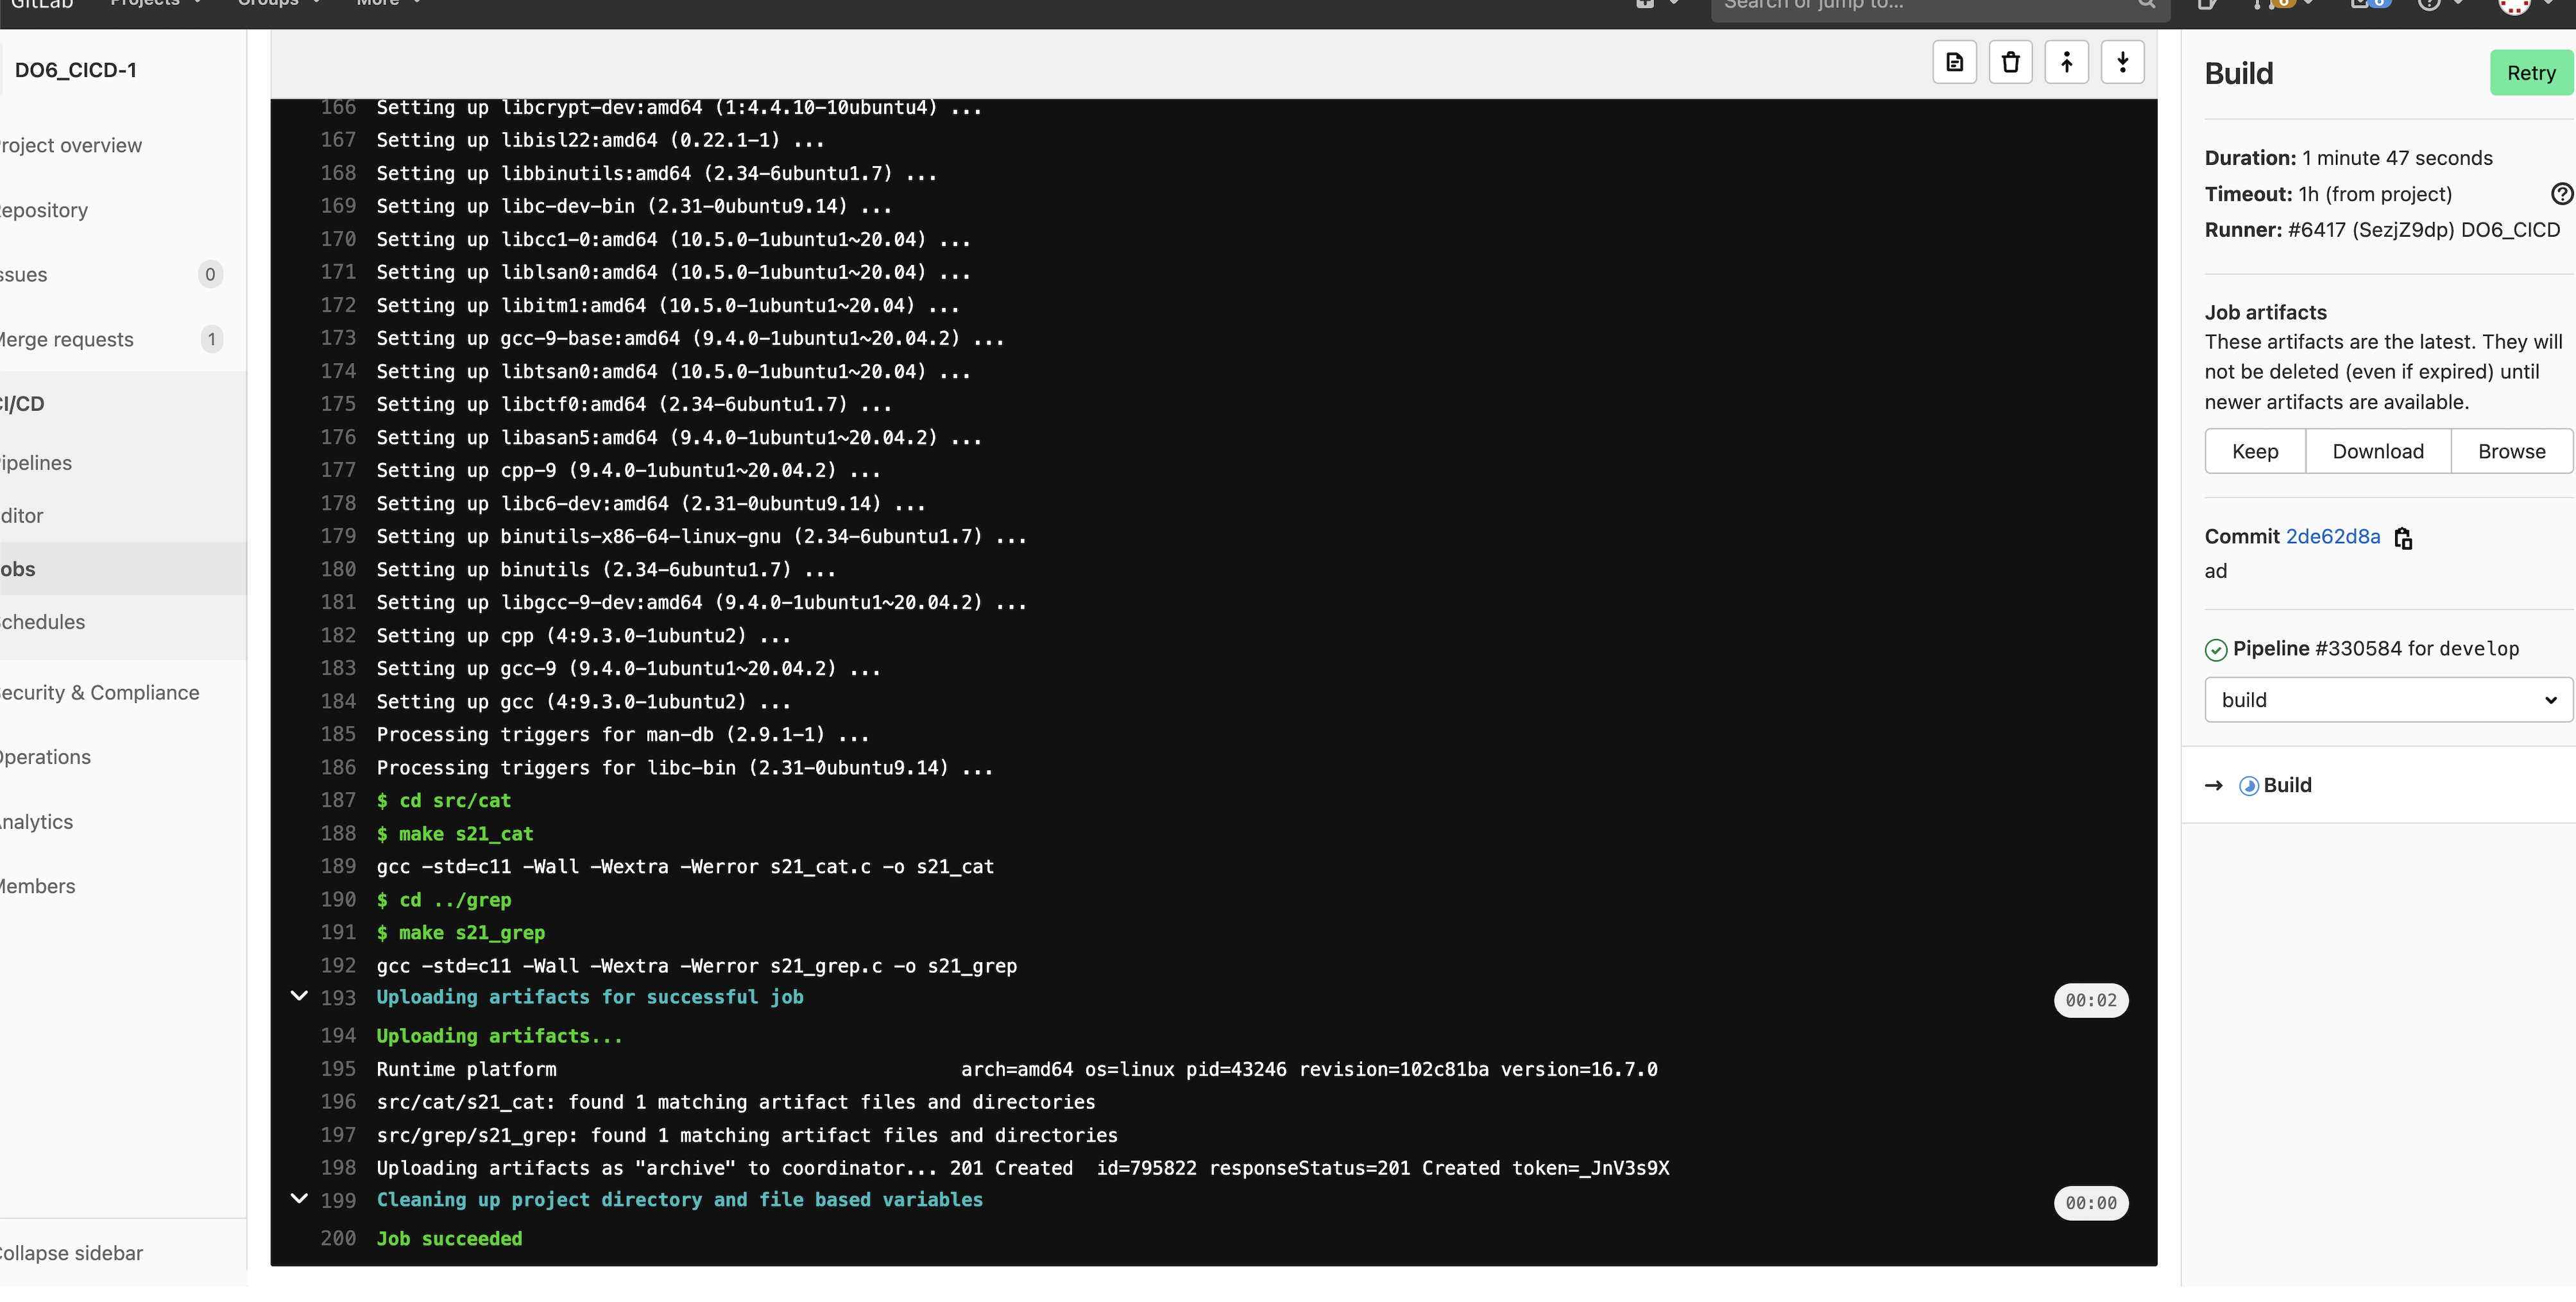 GitLab Projects Groups More Search or jump to... 6 6
DO6_CICD-1
roject overview
epository
ssues 0
Merge requests 1
CI/CD
ipelines
ditor
obs
chedules
ecurity & Compliance
Operations
nalytics
Members
Collapse sidebar
166 Setting up libcrypt-dev:amd64 (1:4.4.10-10ubuntu4) ...
167 Setting up libisl22:amd64 (0.22.1-1) ...
168 Setting up libbinutils:amd64 (2.34-6ubuntu1.7) ...
169 Setting up libc-dev-bin (2.31-0ubuntu9.14) ...
170 Setting up libcc1-0:amd64 (10.5.0-1ubuntu1~20.04) ...
171 Setting up liblsan0:amd64 (10.5.0-1ubuntu1~20.04) ...
172 Setting up libitm1:amd64 (10.5.0-1ubuntu1~20.04) ...
173 Setting up gcc-9-base:amd64 (9.4.0-1ubuntu1~20.04.2) ...
174 Setting up libtsan0:amd64 (10.5.0-1ubuntu1~20.04) ...
175 Setting up libctf0:amd64 (2.34-6ubuntu1.7) ...
176 Setting up libasan5:amd64 (9.4.0-1ubuntu1~20.04.2) ...
177 Setting up cpp-9 (9.4.0-1ubuntu1~20.04.2) ...
178 Setting up libc6-dev:amd64 (2.31-0ubuntu9.14) ...
179 Setting up binutils-x86-64-linux-gnu (2.34-6ubuntu1.7) ...
180 Setting up binutils (2.34-6ubuntu1.7) ...
181 Setting up libgcc-9-dev:amd64 (9.4.0-1ubuntu1~20.04.2) ...
182 Setting up cpp (4:9.3.0-1ubuntu2) ...
183 Setting up gcc-9 (9.4.0-1ubuntu1~20.04.2) ...
184 Setting up gcc (4:9.3.0-1ubuntu2) ...
185 Processing triggers for man-db (2.9.1-1) ...
186 Processing triggers for libc-bin (2.31-0ubuntu9.14) ...
187 $ cd src/cat
188 $ make s21_cat
189 gcc -std=c11 -Wall -Wextra -Werror s21_cat.c -o s21_cat
190 $ cd ../grep
191 $ make s21_grep
192 gcc -std=c11 -Wall -Wextra -Werror s21_grep.c -o s21_grep
193 Uploading artifacts for successful job 00:02
194 Uploading artifacts...
195 Runtime platform arch=amd64 os=linux pid=43246 revision=102c81ba version=16.7.0
196 src/cat/s21_cat: found 1 matching artifact files and directories
197 src/grep/s21_grep: found 1 matching artifact files and directories
198 Uploading artifacts as "archive" to coordinator... 201 Created id=795822 responseStatus=201 Created token=_JnV3s9X
199 Cleaning up project directory and file based variables 00:00
200 Job succeeded
Build Retry
Duration: 1 minute 47 seconds
Timeout: 1h (from project)
Runner: #6417 (SezjZ9dp) DO6_CICD
Job artifacts
These artifacts are the latest. They will
not be deleted (even if expired) until
newer artifacts are available.
Keep Download Browse
Commit 2de62d8a
ad
Pipeline #330584 for develop
build
→ Build